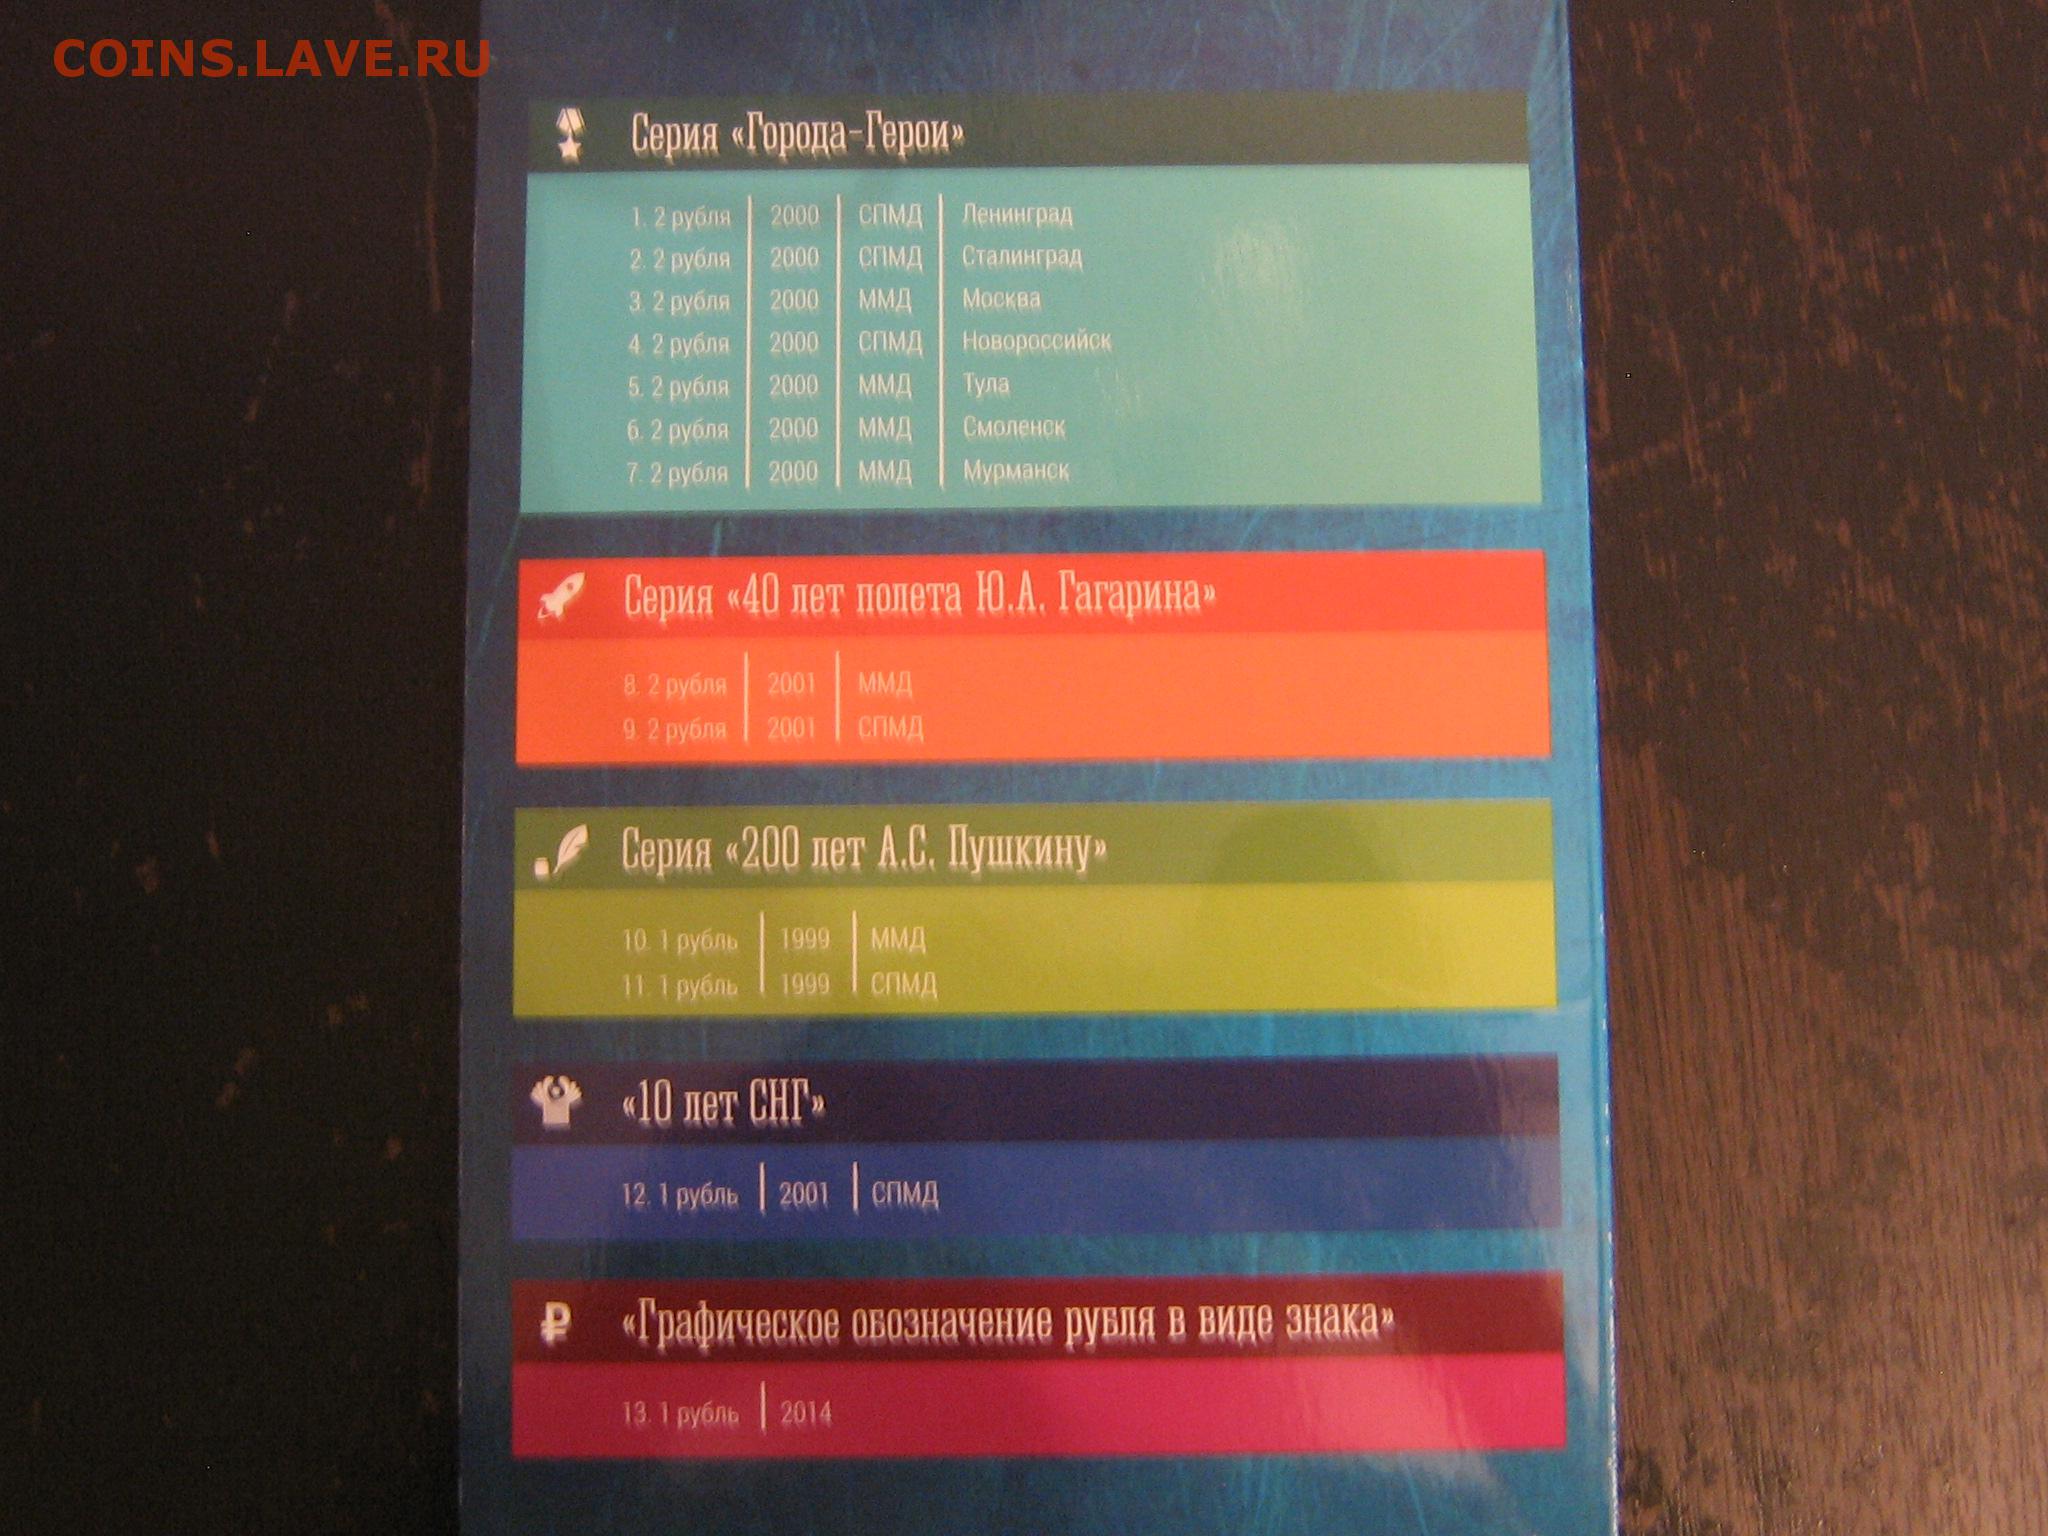 COINS.LAVE.RU
Серия «Города-Герои»
1. 2 рубля 2000 СПМД Ленинград
2. 2 рубля 2000 СПМД Сталинград
3. 2 рубля 2000 ММД Москва
4. 2 рубля 2000 СПМД Новороссийск
5. 2 рубля 2000 ММД Тула
6. 2 рубля 2000 ММД Смоленск
7. 2 рубля 2000 ММД Мурманск
Серия «40 лет полета Ю.А. Гагарина»
8. 2 рубля 2001 ММД
9. 2 рубля 2001 СПМД
Серия «200 лет А.С. Пушкину»
10. 1 рубль 1999 ММД
11. 1 рубль 1999 СПМД
«10 лет СНГ»
12. 1 рубль 2001 СПМД
₽ «Графическое обозначение рубля в виде знака»
13. 1 рубль 2014